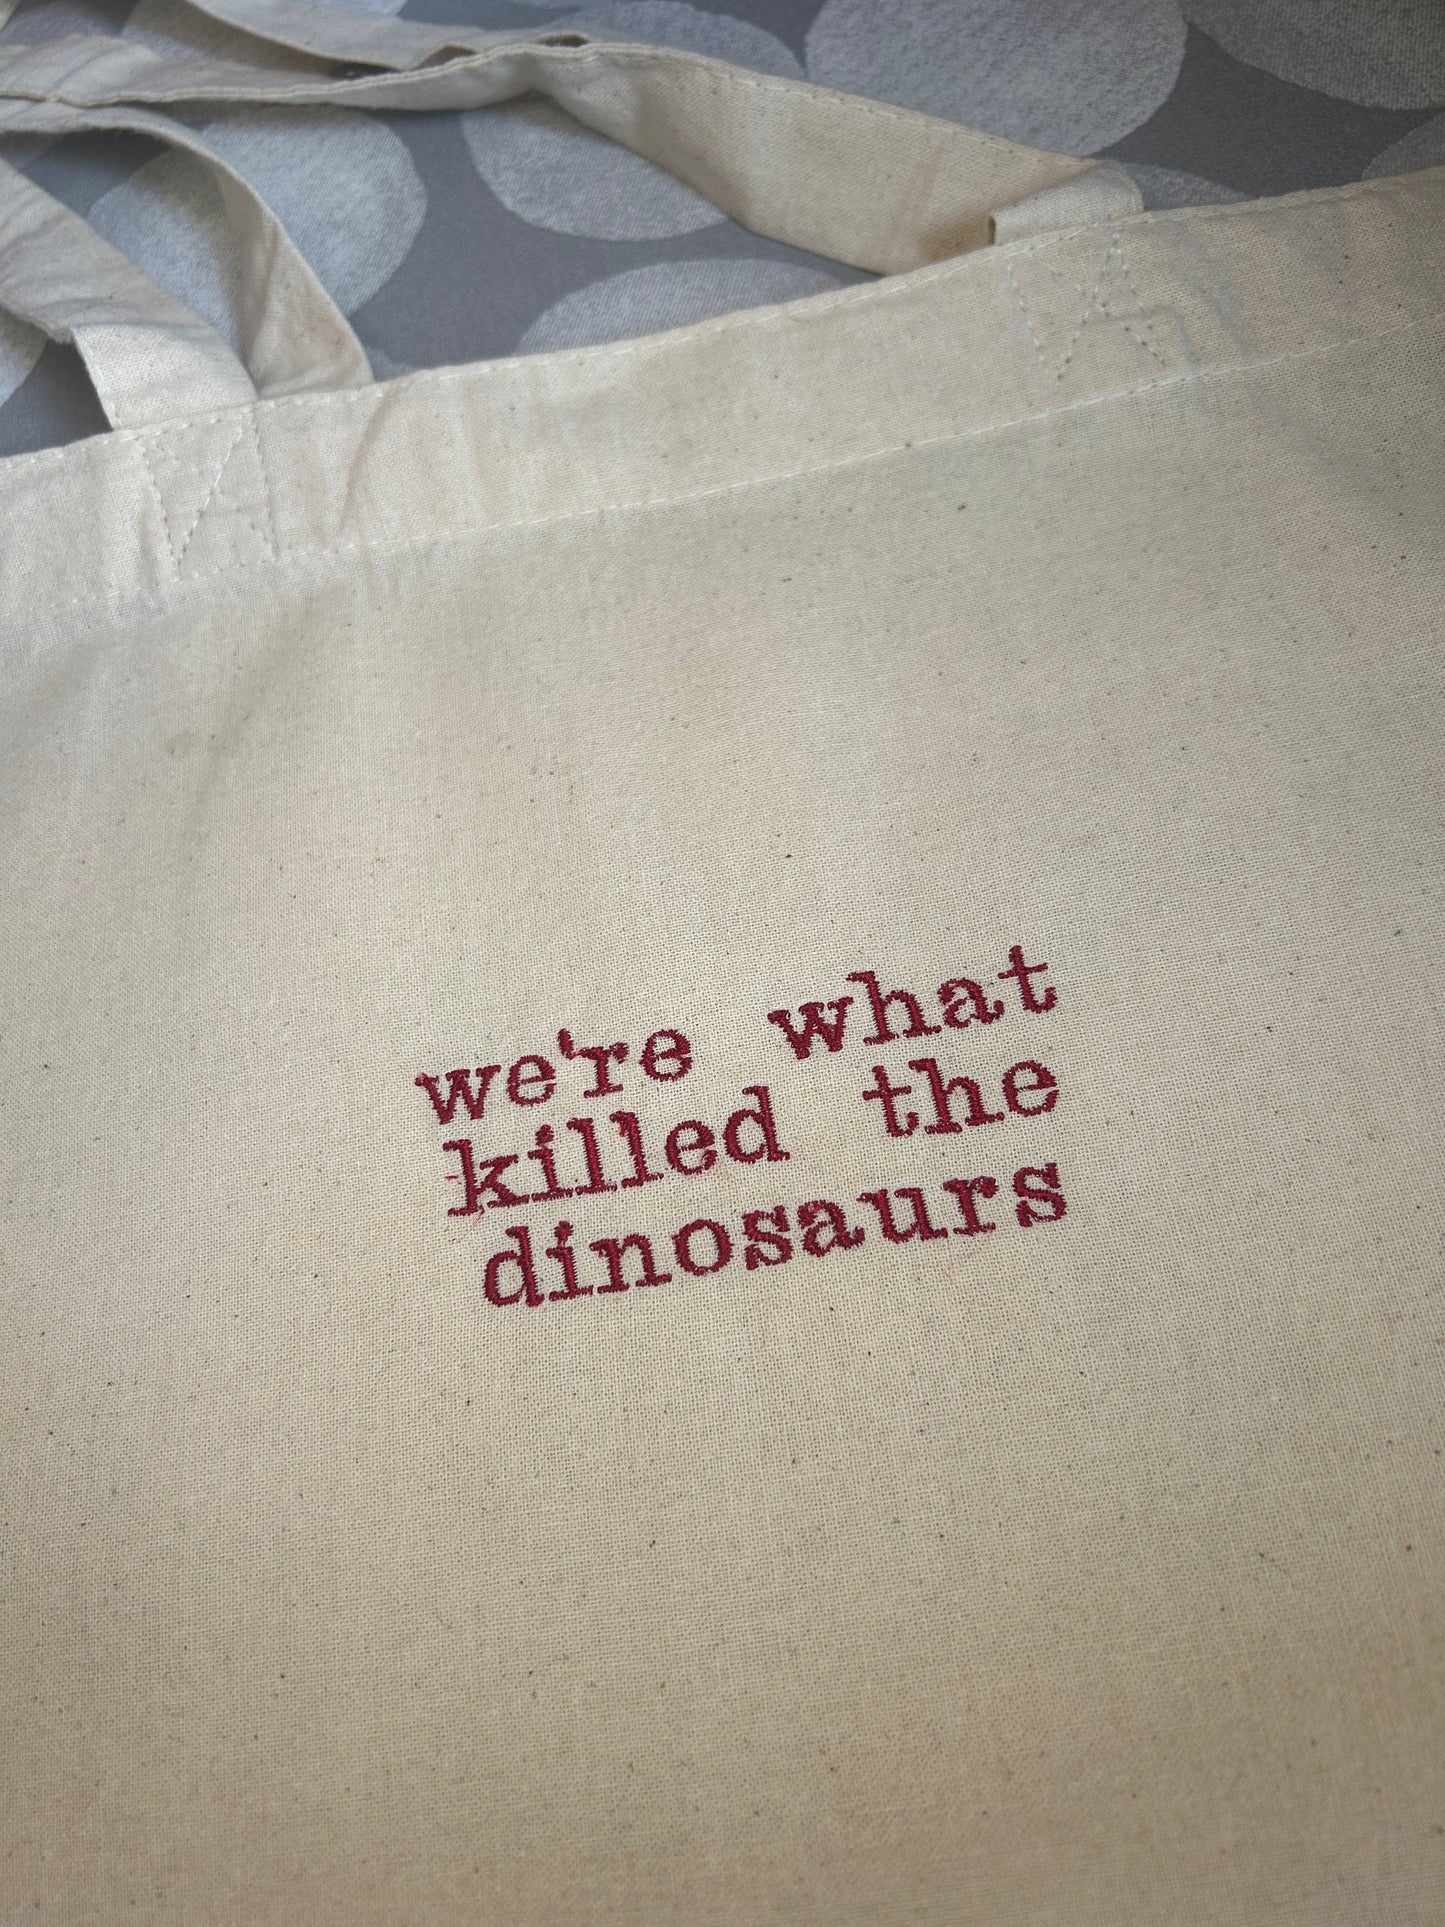 we're what
killed the
dinosaurs